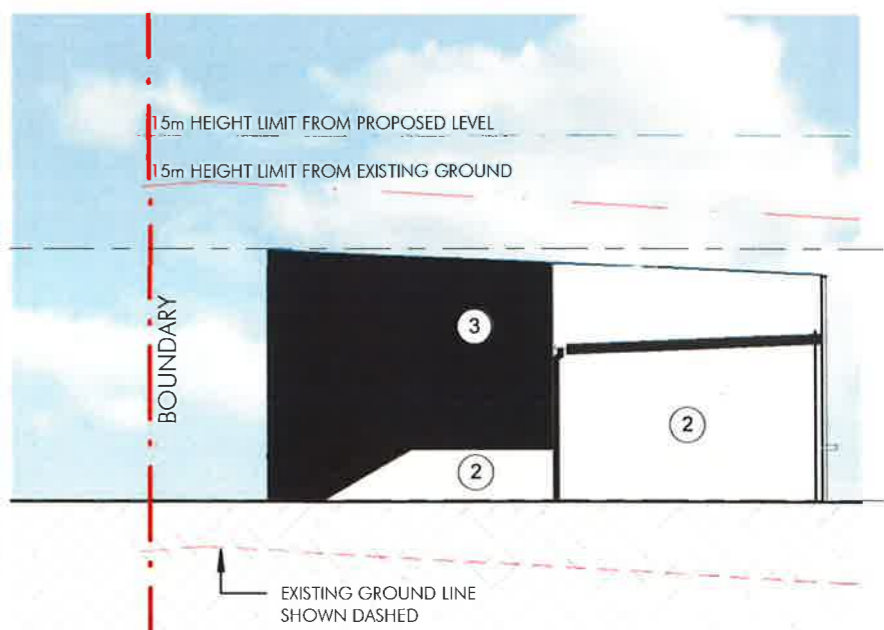 15m HEIGHT LIMIT FROM PROPOSED LEVEL
15m HEIGHT LIMIT FROM EXISTING GROUND
BOUNDARY
3
2
2
EXISTING GROUND LINE
SHOWN DASHED